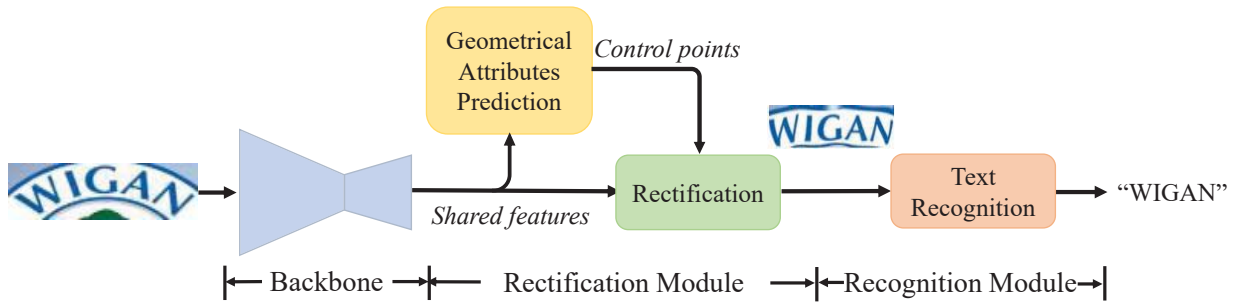 Geometrical
Attributes
Prediction
Control points
WIGAN
WIGAN
Rectification
Text
Recognition
“WIGAN”
Shared features
Backbone
Rectification Module
Recognition Module